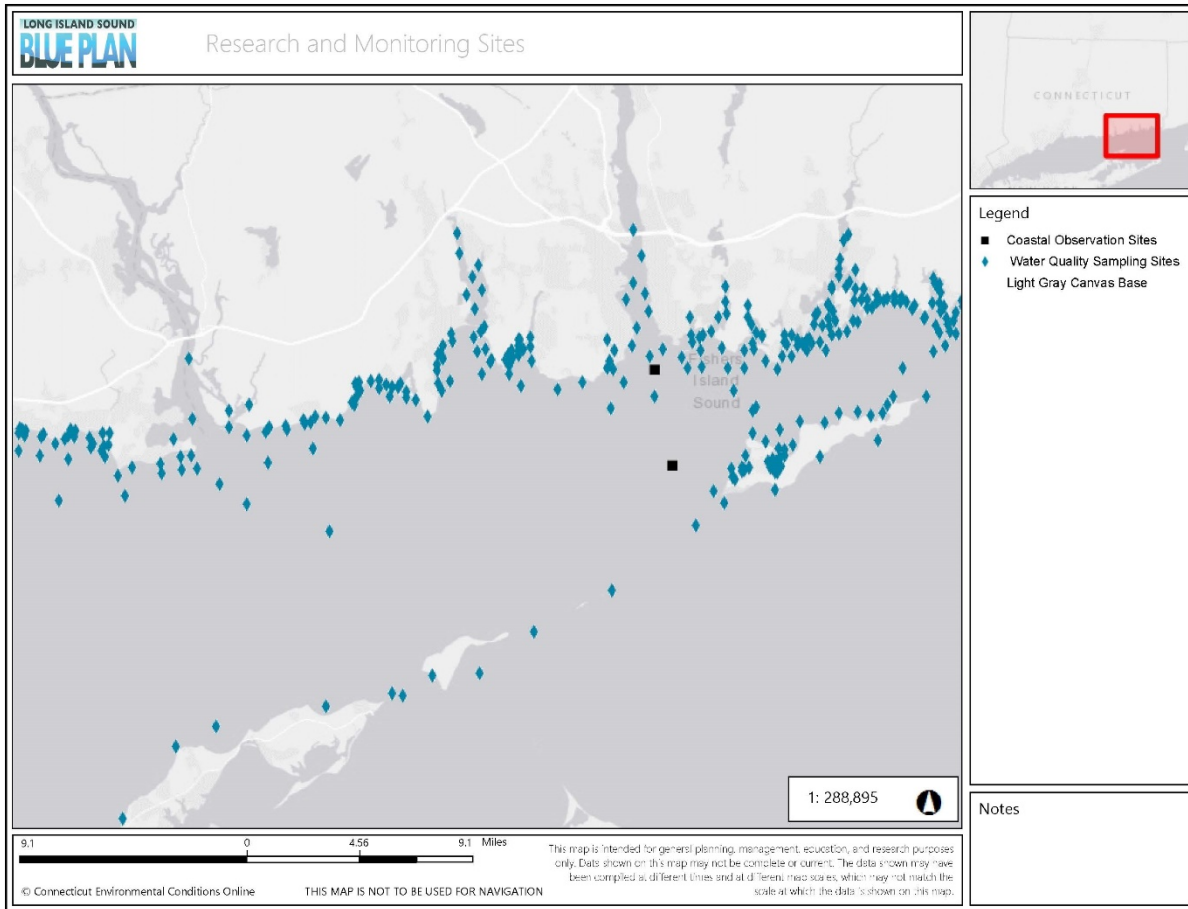 LONG ISLAND SOUND
BLUE PLAN
Research and Monitoring Sites
CONNECTICUT
Fishers
Island
Sound
Legend
Coastal Observation Sites
Water Quality Sampling Sites
Light Gray Canvas Base
1: 288,895
Notes
9.1 0 4.56 9.1 Miles
© Connecticut Environmental Conditions Online THIS MAP IS NOT TO BE USED FOR NAVIGATION
This map is intended for general planning, management, education, and research purposes
only. Data shown on this map may not be complete or current. The data shown may have
been compiled at different times and at different map scales, which may not match the
scale at which the data is shown on this map.